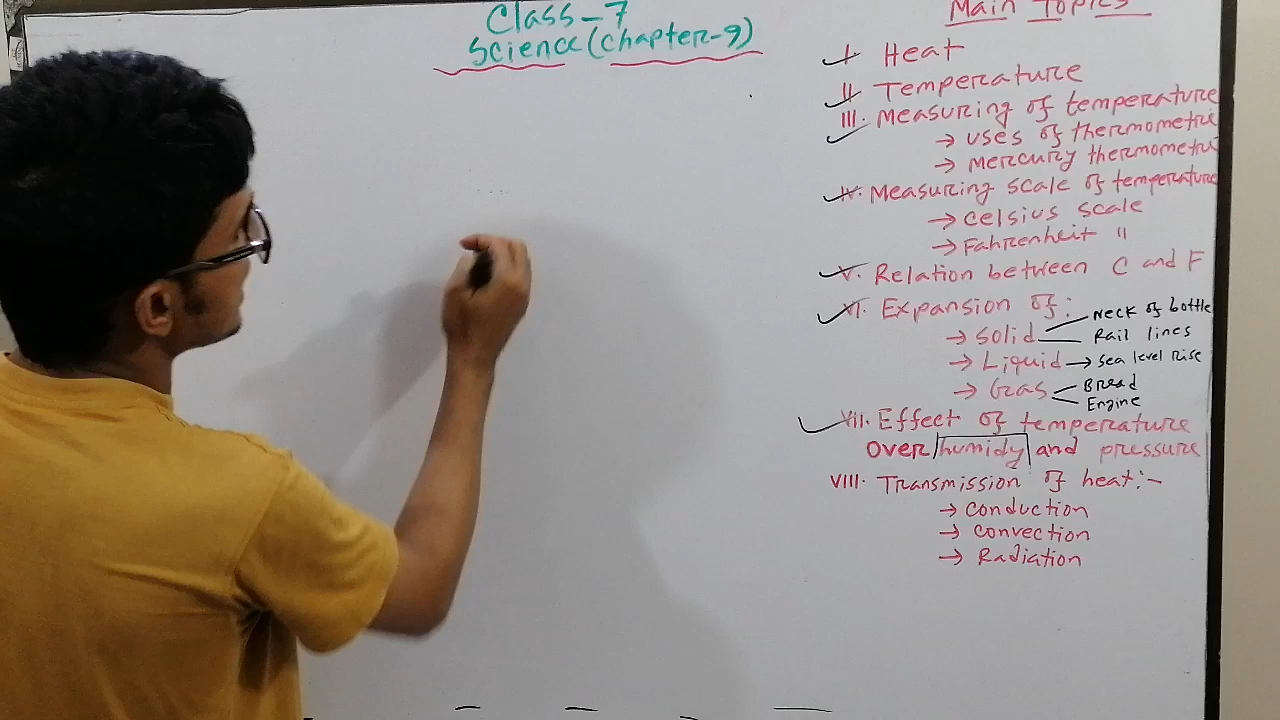 Class-7
Science (chapter-9)
Main Topics
I. Heat
II. Temperature
III. Measuring of temperature
→ uses of thermometri
→ Mercury thermometri
IV. Measuring scale of temperature
→ celsius scale
→ Fahrenheit "
V. Relation between C and F
VI. Expansion of:
→ solid — Neck of bottle
Rail lines
→ Liquid → sea level rise
→ Gas — Bread
Engine
VII. Effect of temperature
over humidy and pressure
VIII. Transmission of heat:-
→ conduction
→ convection
→ Radiation